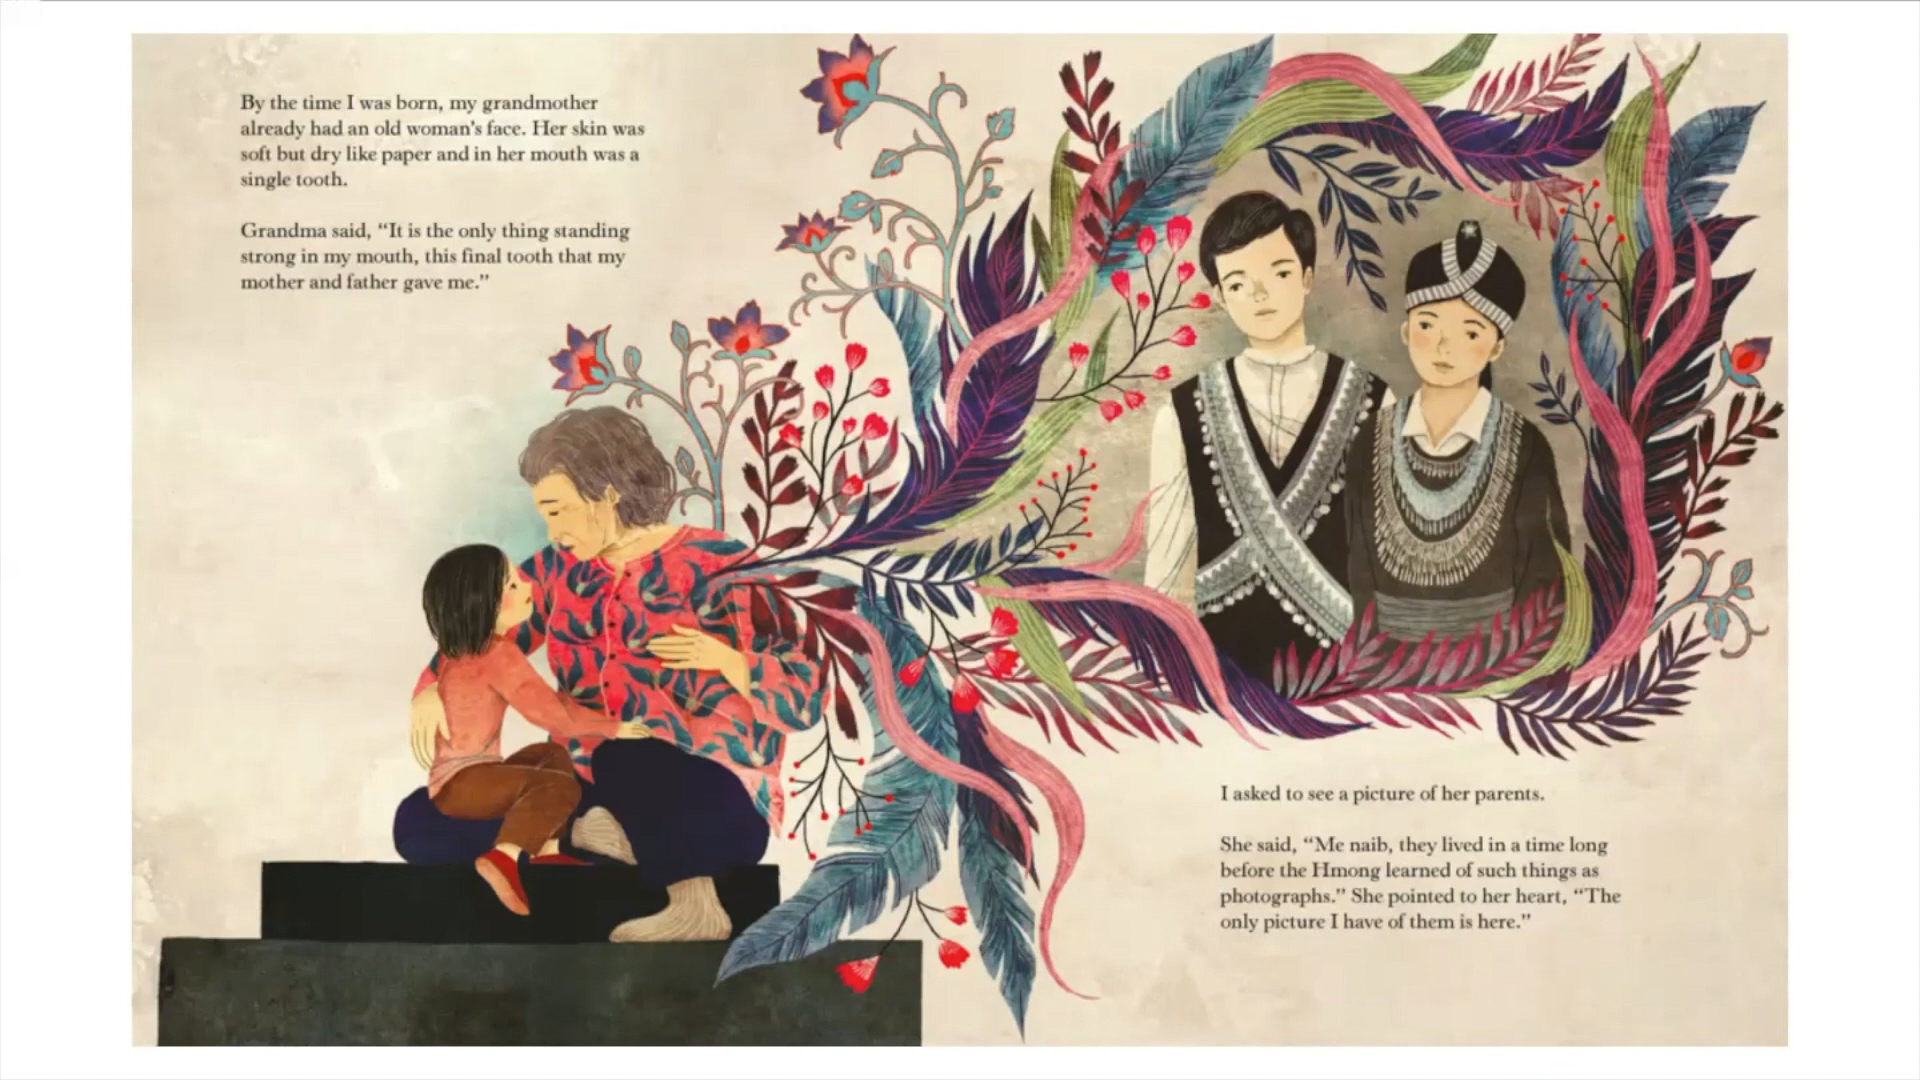 By the time I was born, my grandmother
already had an old woman's face. Her skin was
soft but dry like paper and in her mouth was a
single tooth.
Grandma said, “It is the only thing standing
strong in my mouth, this final tooth that my
mother and father gave me.”
I asked to see a picture of her parents.
She said, “Me naib, they lived in a time long
before the Hmong learned of such things as
photographs.” She pointed to her heart, “The
only picture I have of them is here.”